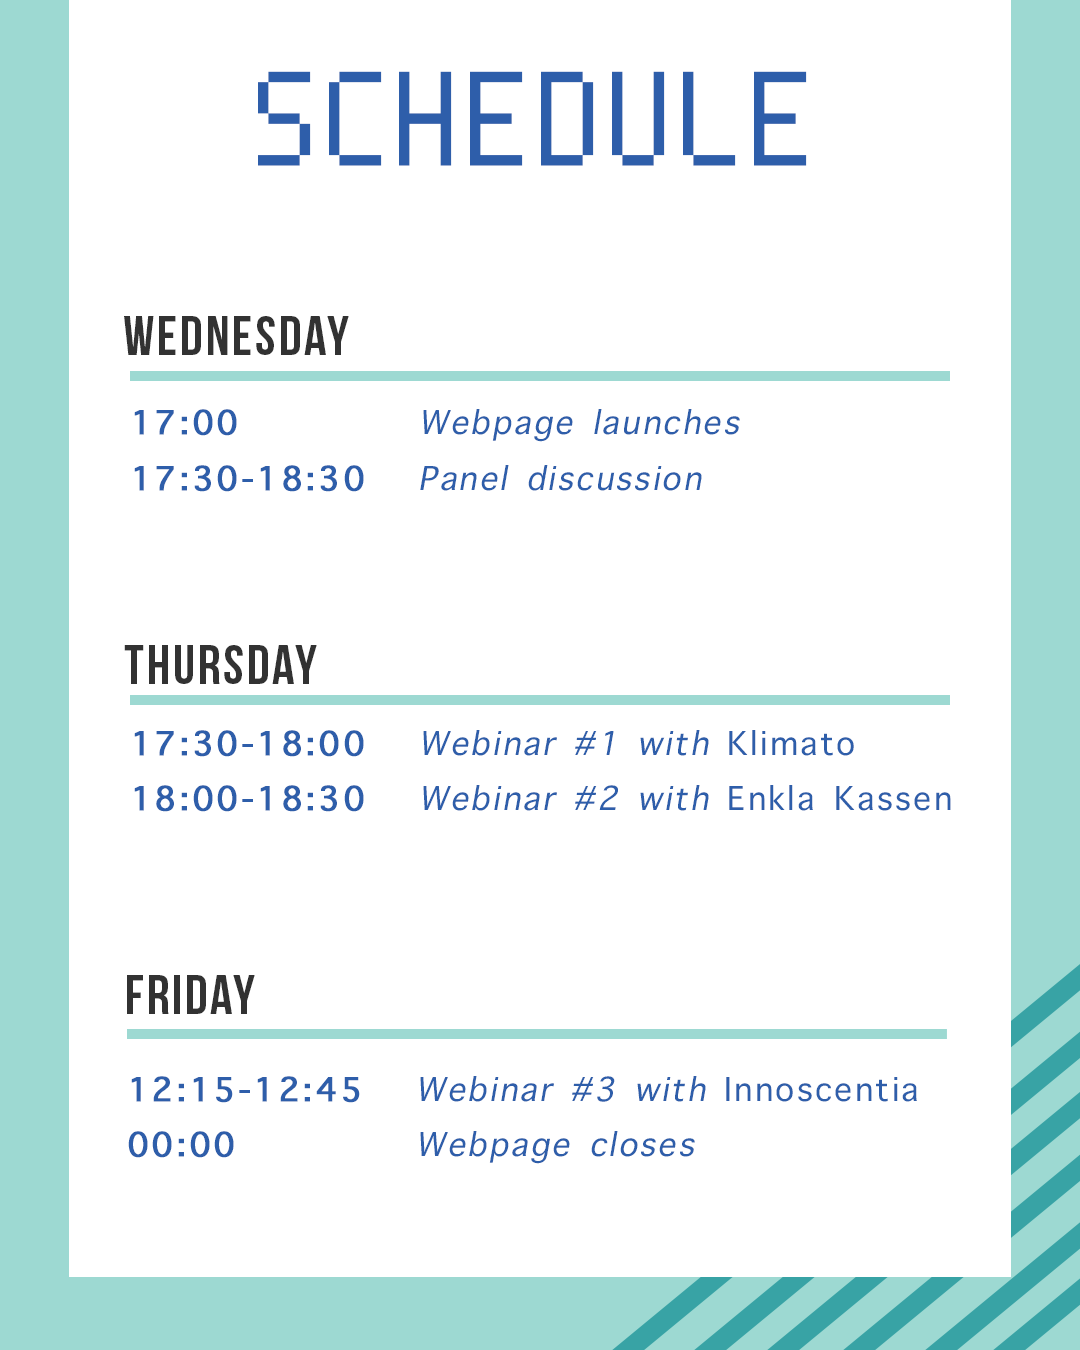 SCHEDULE
WEDNESDAY
17:00 Webpage launches
17:30-18:30 Panel discussion
THURSDAY
17:30-18:00 Webinar #1 with Klimato
18:00-18:30 Webinar #2 with Enkla Kassen
FRIDAY
12:15-12:45 Webinar #3 with Innoscentia
00:00 Webpage closes